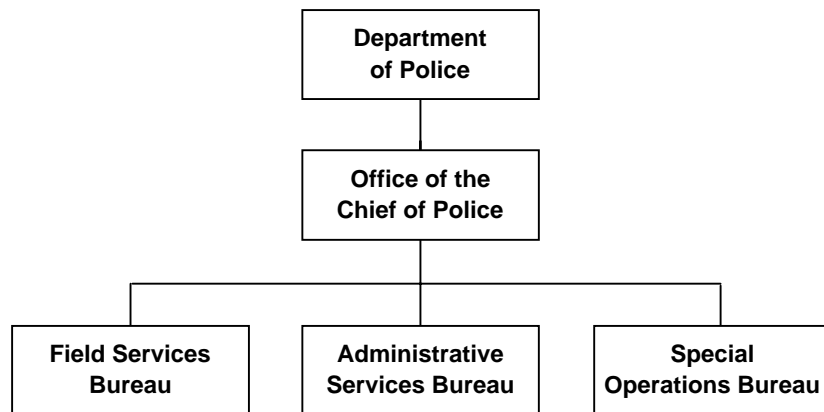 Department
of Police
Office of the
Chief of Police
Field Services
Bureau
Administrative
Services Bureau
Special
Operations Bureau